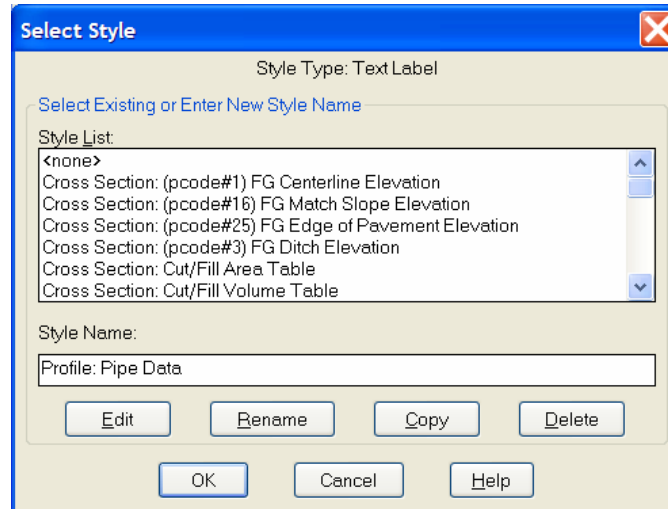 Select Style
Style Type: Text Label
Select Existing or Enter New Style Name
Style List:
<none>
Cross Section: (pcode#1) FG Centerline Elevation
Cross Section: (pcode#16) FG Match Slope Elevation
Cross Section: (pcode#25) FG Edge of Pavement Elevation
Cross Section: (pcode#3) FG Ditch Elevation
Cross Section: Cut/Fill Area Table
Cross Section: Cut/Fill Volume Table
Style Name:
Profile: Pipe Data
Edit Rename Copy Delete
OK Cancel Help